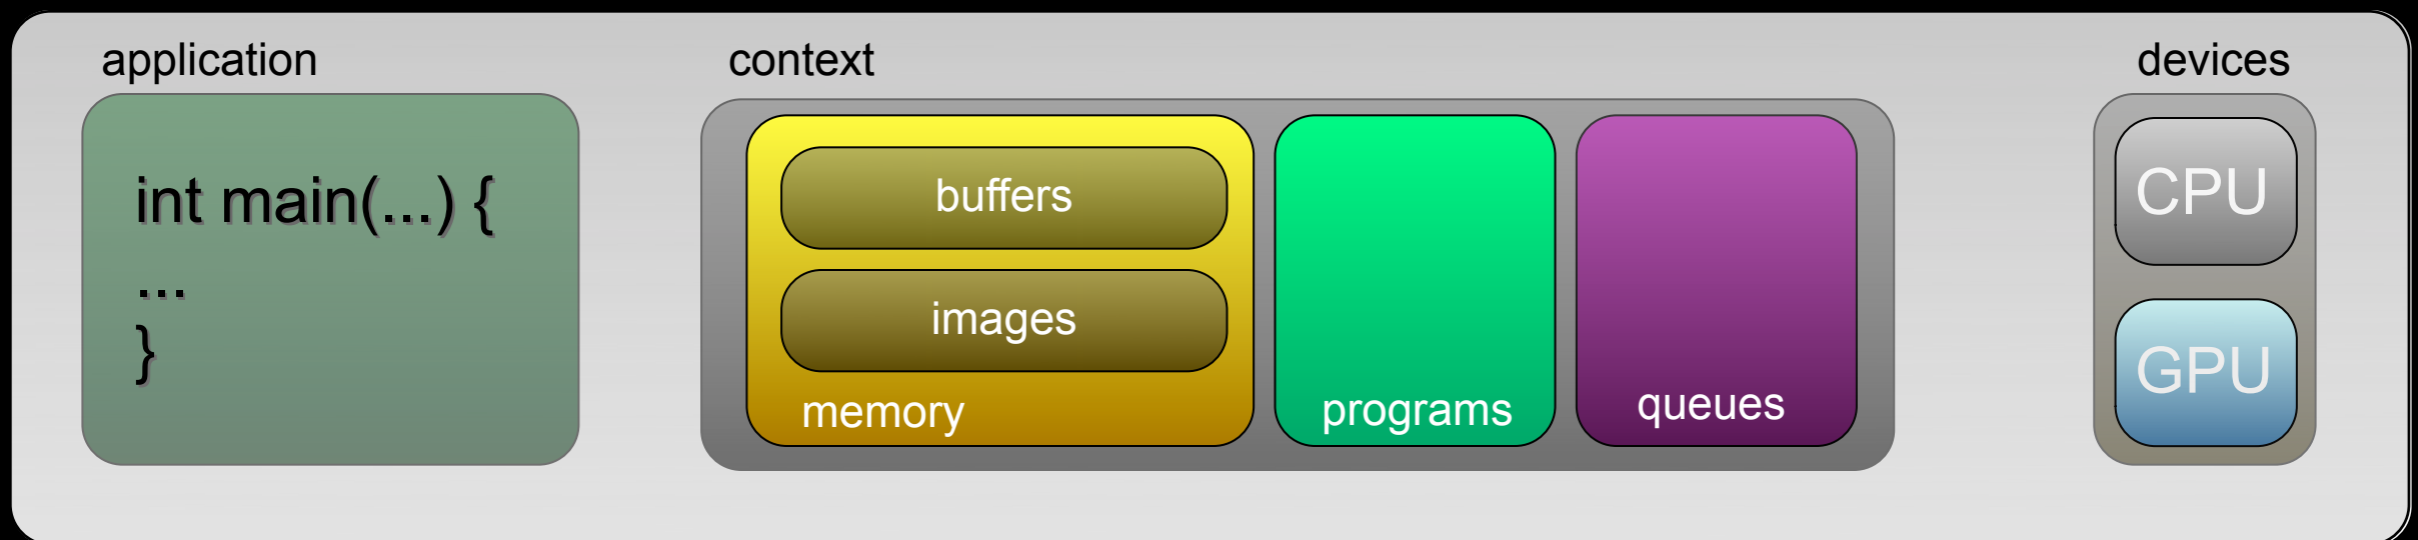 application
int main(...) {
...
}
context
buffers
images
memory
programs
queues
devices
CPU
GPU